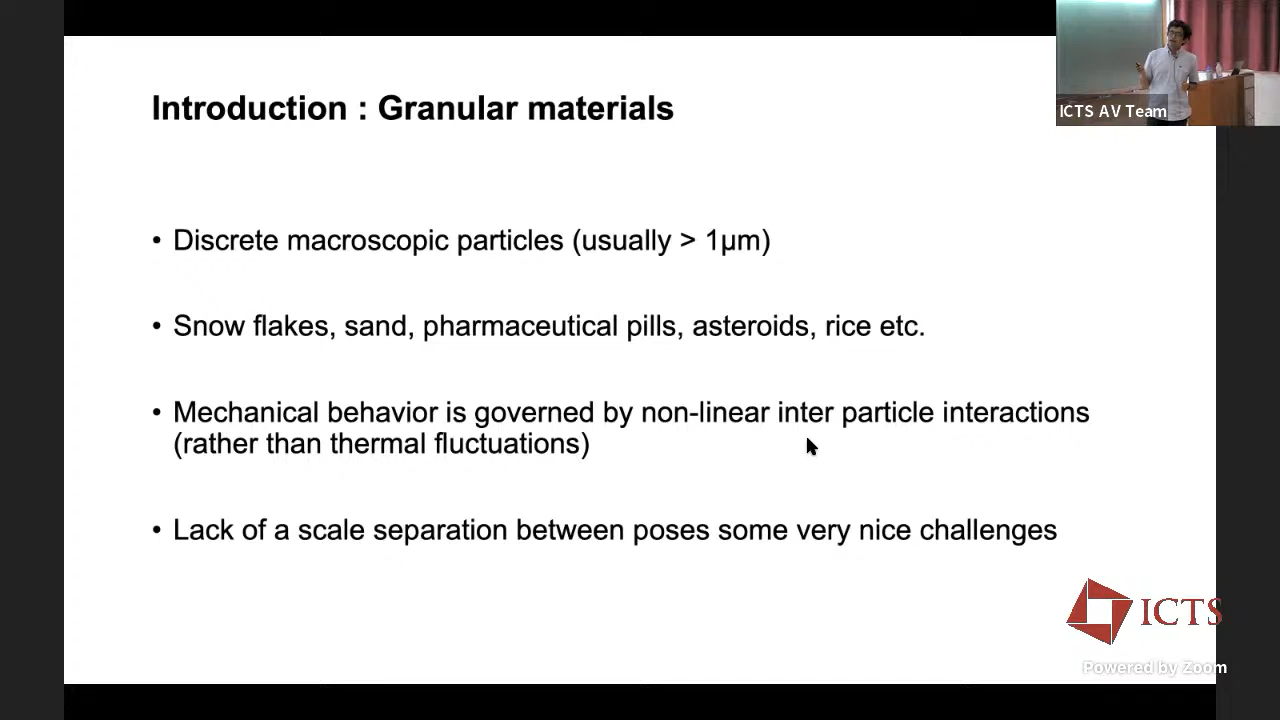 Introduction : Granular materials
ICTS AV Team
• Discrete macroscopic particles (usually > 1μm)
• Snow flakes, sand, pharmaceutical pills, asteroids, rice etc.
• Mechanical behavior is governed by non-linear inter particle interactions
(rather than thermal fluctuations)
• Lack of a scale separation between poses some very nice challenges
ICTS
Powered by Zoom